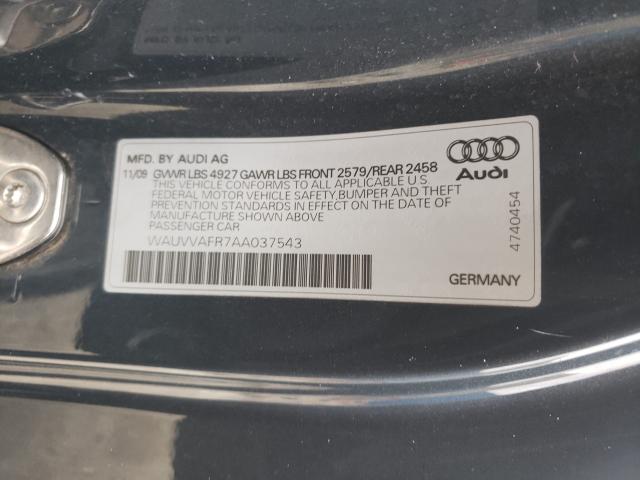 MFD. BY AUDI AG
11/09 GVWR LBS 4927 GAWR LBS FRONT 2579/REAR 2458
THIS VEHICLE CONFORMS TO ALL APPLICABLE U.S.
FEDERAL MOTOR VEHICLE SAFETY,BUMPER AND THEFT
PREVENTION STANDARDS IN EFFECT ON THE DATE OF
MANUFACTURE SHOWN ABOVE
PASSENGER CAR
WAUVVAFR7AA037543
Audi
4740454
GERMANY